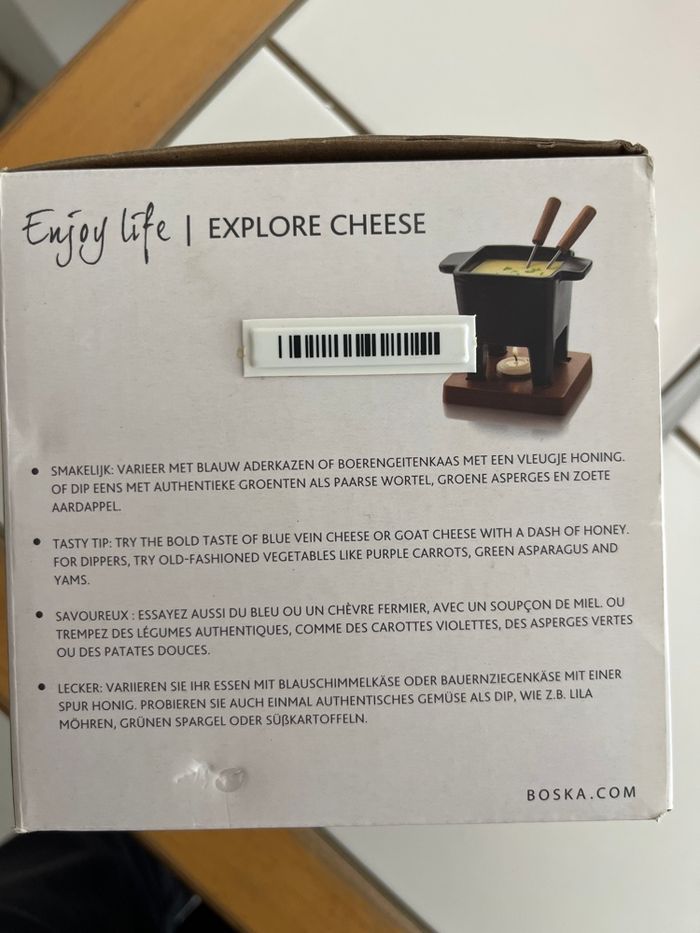 Enjoy life | EXPLORE CHEESE
• SMAKELIJK: VARIEER MET BLAUW ADERKAZEN OF BOERENGEITENKAAS MET EEN VLEUGJE HONING.
OF DIP EENS MET AUTHENTIEKE GROENTEN ALS PAARSE WORTEL, GROENE ASPERGES EN ZOETE
AARDAPPEL.
• TASTY TIP: TRY THE BOLD TASTE OF BLUE VEIN CHEESE OR GOAT CHEESE WITH A DASH OF HONEY.
FOR DIPPERS, TRY OLD-FASHIONED VEGETABLES LIKE PURPLE CARROTS, GREEN ASPARAGUS AND
YAMS.
• SAVOUREUX : ESSAYEZ AUSSI DU BLEU OU UN CHÈVRE FERMIER, AVEC UN SOUPÇON DE MIEL. OU
TREMPEZ DES LÉGUMES AUTHENTIQUES, COMME DES CAROTTES VIOLETTES, DES ASPERGES VERTES
OU DES PATATES DOUCES.
• LECKER: VARIIEREN SIE IHR ESSEN MIT BLAUSCHIMMELKÄSE ODER BAUERNZIEGENKÄSE MIT EINER
SPUR HONIG. PROBIEREN SIE AUCH EINMAL AUTHENTISCHES GEMÜSE ALS DIP, WIE Z.B. LILA
MÖHREN, GRÜNEN SPARGEL ODER SÜßKARTOFFELN.
BOSKA.COM